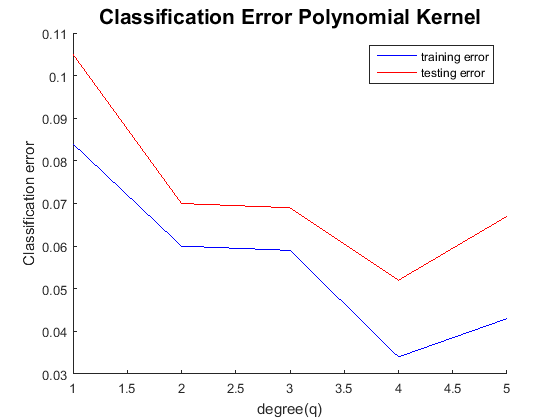 Classification Error Polynomial Kernel
training error
testing error
Classification error
0.11
0.1
0.09
0.08
0.07
0.06
0.05
0.04
0.03
1 1.5 2 2.5 3 3.5 4 4.5 5
degree(q)